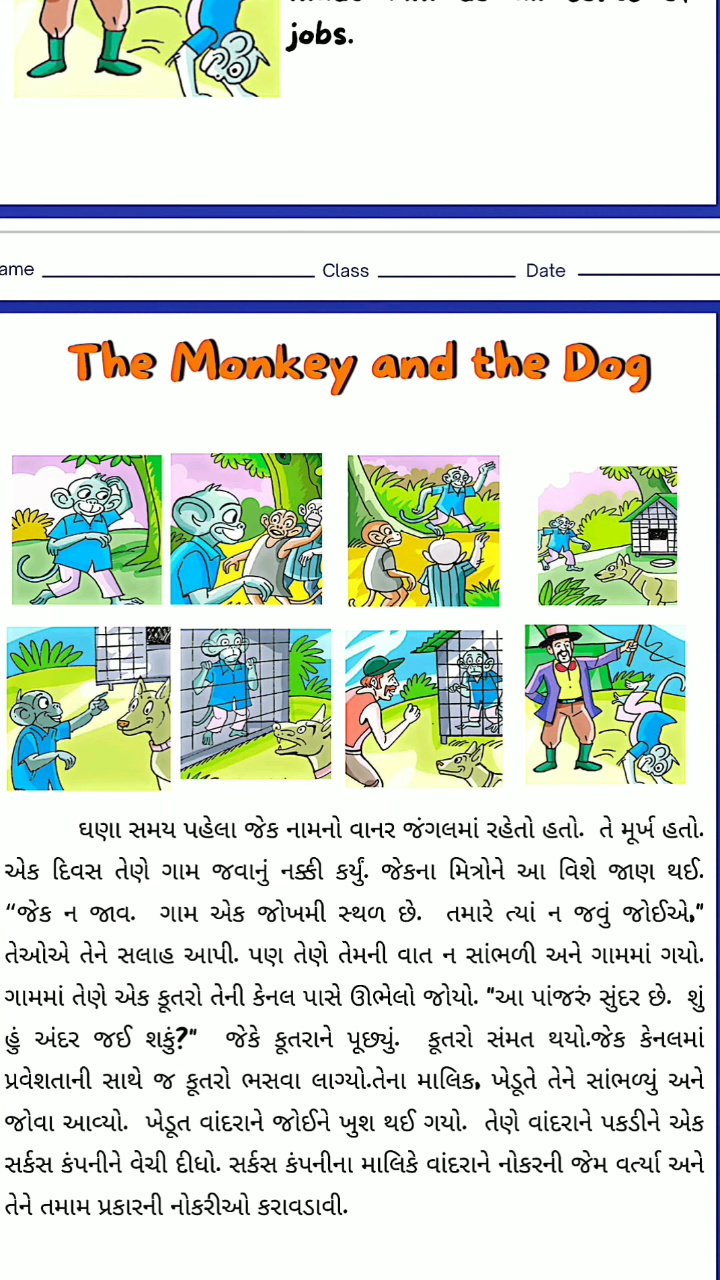 jobs.
ame Class Date
The Monkey and the Dog
ઘણા સમય પહેલા જેક નામનો વાનર જંગલમાં રહેતો હતો. તે મૂર્ખ હતો.
એક દિવસ તેણે ગામ જવાનું નક્કી કર્યું. જેકના મિત્રોને આ વિશે જાણ થઈ.
“જેક ન જાવ. ગામ એક જોખમી સ્થળ છે. તમારે ત્યાં ન જવું જોઈએ,"
તેઓએ તેને સલાહ આપી. પણ તેણે તેમની વાત ન સાંભળી અને ગામમાં ગયો.
ગામમાં તેણે એક કૂતરો તેની કેનલ પાસે ઊભેલો જોયો. "આ પાંજરું સુંદર છે. શું
હું અંદર જઈ શકું?" જેકે કૂતરાને પૂછ્યું. કૂતરો સંમત થયો.જેક કેનલમાં
પ્રવેશતાની સાથે જ કૂતરો ભસવા લાગ્યો.તેના માલિક, ખેડૂતે તેને સાંભળ્યું અને
જોવા આવ્યો. ખેડૂત વાંદરાને જોઈને ખુશ થઈ ગયો. તેણે વાંદરાને પકડીને એક
સર્કસ કંપનીને વેચી દીધો. સર્કસ કંપનીના માલિકે વાંદરાને નોકરની જેમ વર્ત્યા અને
તેને તમામ પ્રકારની નોકરીઓ કરાવડાવી.